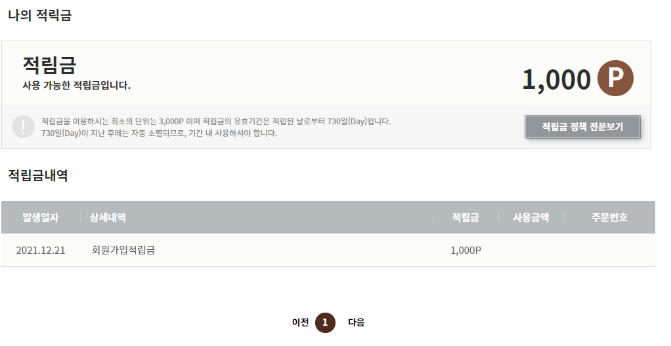 나의 적립금
적립금
사용 가능한 적립금입니다.
1,000 P
! 적립금을 이용하시는 최소의 단위는 3,000P 이며 적립금의 유효기간은 적립된 날로부터 730일(Day)입니다.
730일(Day)이 지난 후에는 자동 소멸되므로, 기간 내 사용하셔야 합니다.
적립금 정책 전문보기
적립금내역
발생일자 상세내역 적립금 사용금액 주문번호
2021.12.21 회원가입적립금 1,000P
이전 1 다음